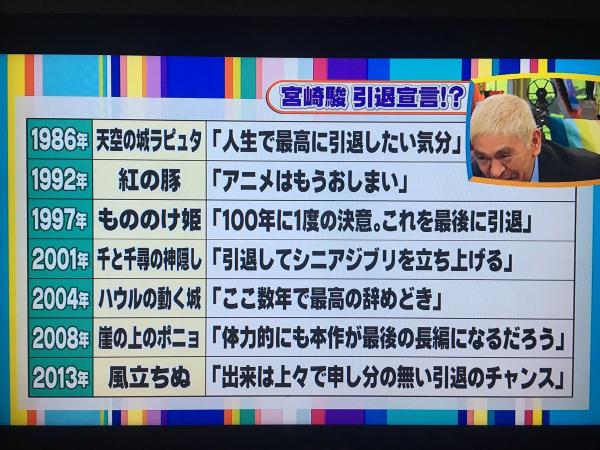 宮崎駿 引退宣言!?
1986年 天空の城ラピュタ 「人生で最高に引退したい気分」
1992年 紅の豚 「アニメはもうおしまい」
1997年 もののけ姫 「100年に1度の決意。これを最後に引退」
2001年 千と千尋の神隠し 「引退してシニアジブリを立ち上げる」
2004年 ハウルの動く城 「ここ数年で最高の辞めどき」
2008年 崖の上のポニョ 「体力的にも本作が最後の長編になるだろう」
2013年 風立ちぬ 「出来は上々で申し分の無い引退のチャンス」